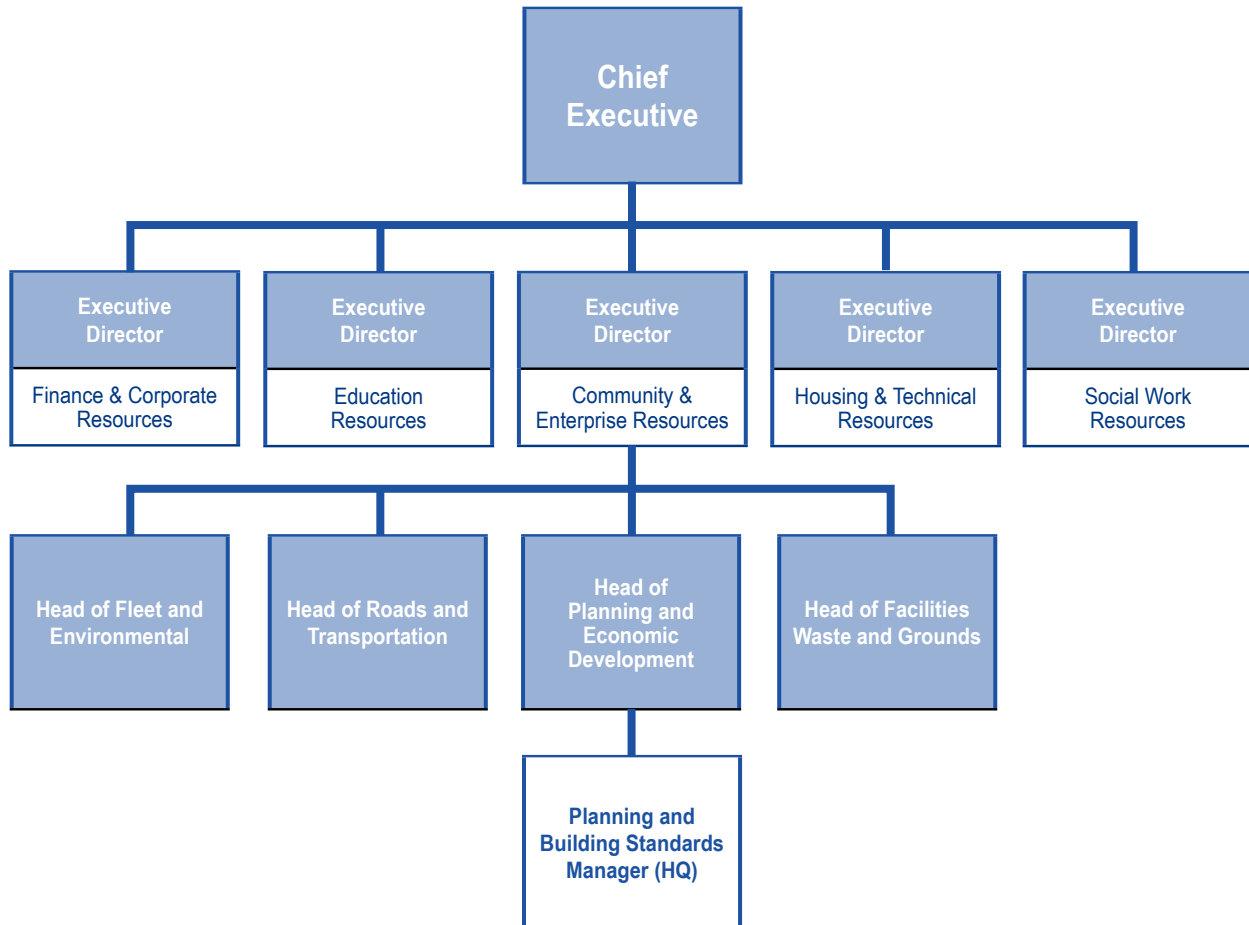 Chief
Executive
Executive
Director
Finance & Corporate
Resources
Executive
Director
Education
Resources
Executive
Director
Community &
Enterprise Resources
Executive
Director
Housing & Technical
Resources
Executive
Director
Social Work
Resources
Head of Fleet and
Environmental
Head of Roads and
Transportation
Head of
Planning and
Economic
Development
Head of Facilities
Waste and Grounds
Planning and
Building Standards
Manager (HQ)